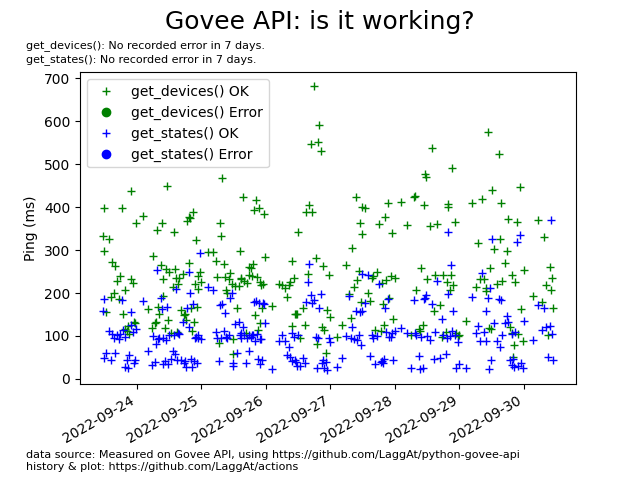 Govee API: is it working?
get_devices(): No recorded error in 7 days.
get_states(): No recorded error in 7 days.
700
600
500
400
300
200
100
0
Ping (ms)
get_devices() OK
get_devices() Error
get_states() OK
get_states() Error
2022-09-24
2022-09-25
2022-09-26
2022-09-27
2022-09-28
2022-09-29
2022-09-30
data source: Measured on Govee API, using https://github.com/LaggAt/python-govee-api
history & plot: https://github.com/LaggAt/actions